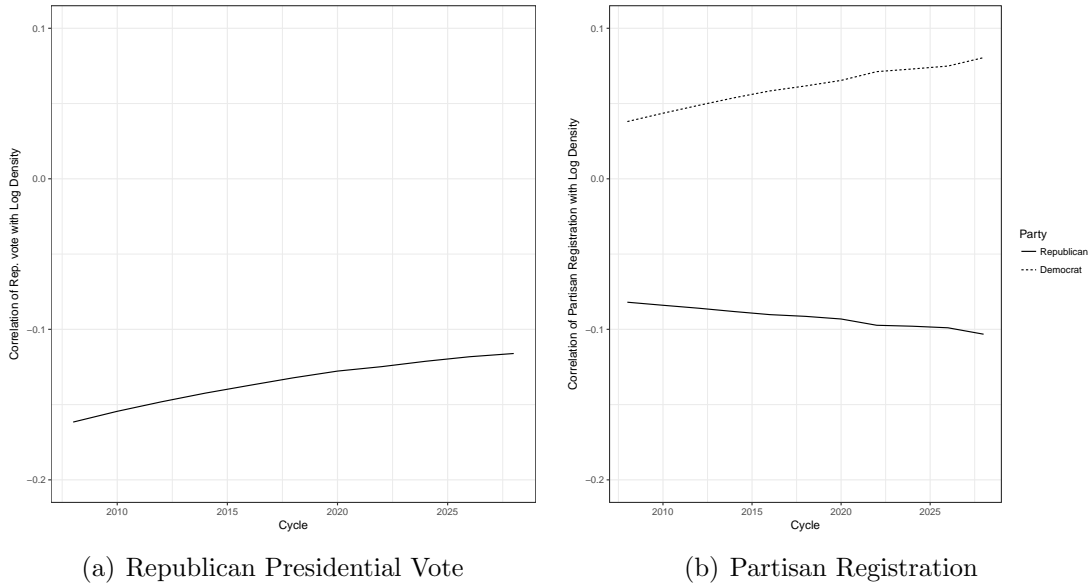 Correlation of Rep. vote with Log Density
0.1
0.0
−0.1
−0.2
2010 2015 2020 2025
Cycle
(a) Republican Presidential Vote
Correlation of Partisan Registration with Log Density
0.1
0.0
−0.1
−0.2
2010 2015 2020 2025
Cycle
Party
Republican
Democrat
(b) Partisan Registration